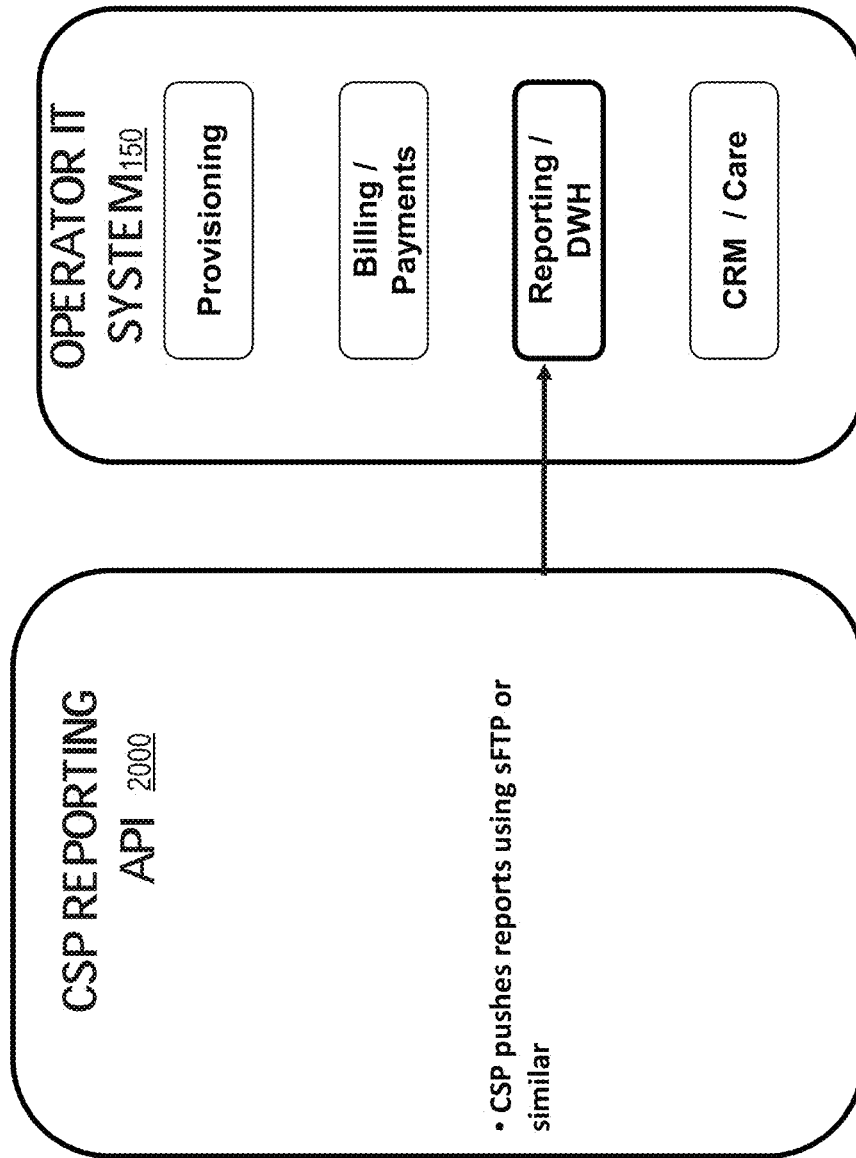 CSP REPORTING
API 2000
• CSP pushes reports using sFTP or
similar
OPERATOR IT
SYSTEM 150
Provisioning
Billing /
Payments
Reporting /
DWH
CRM / Care